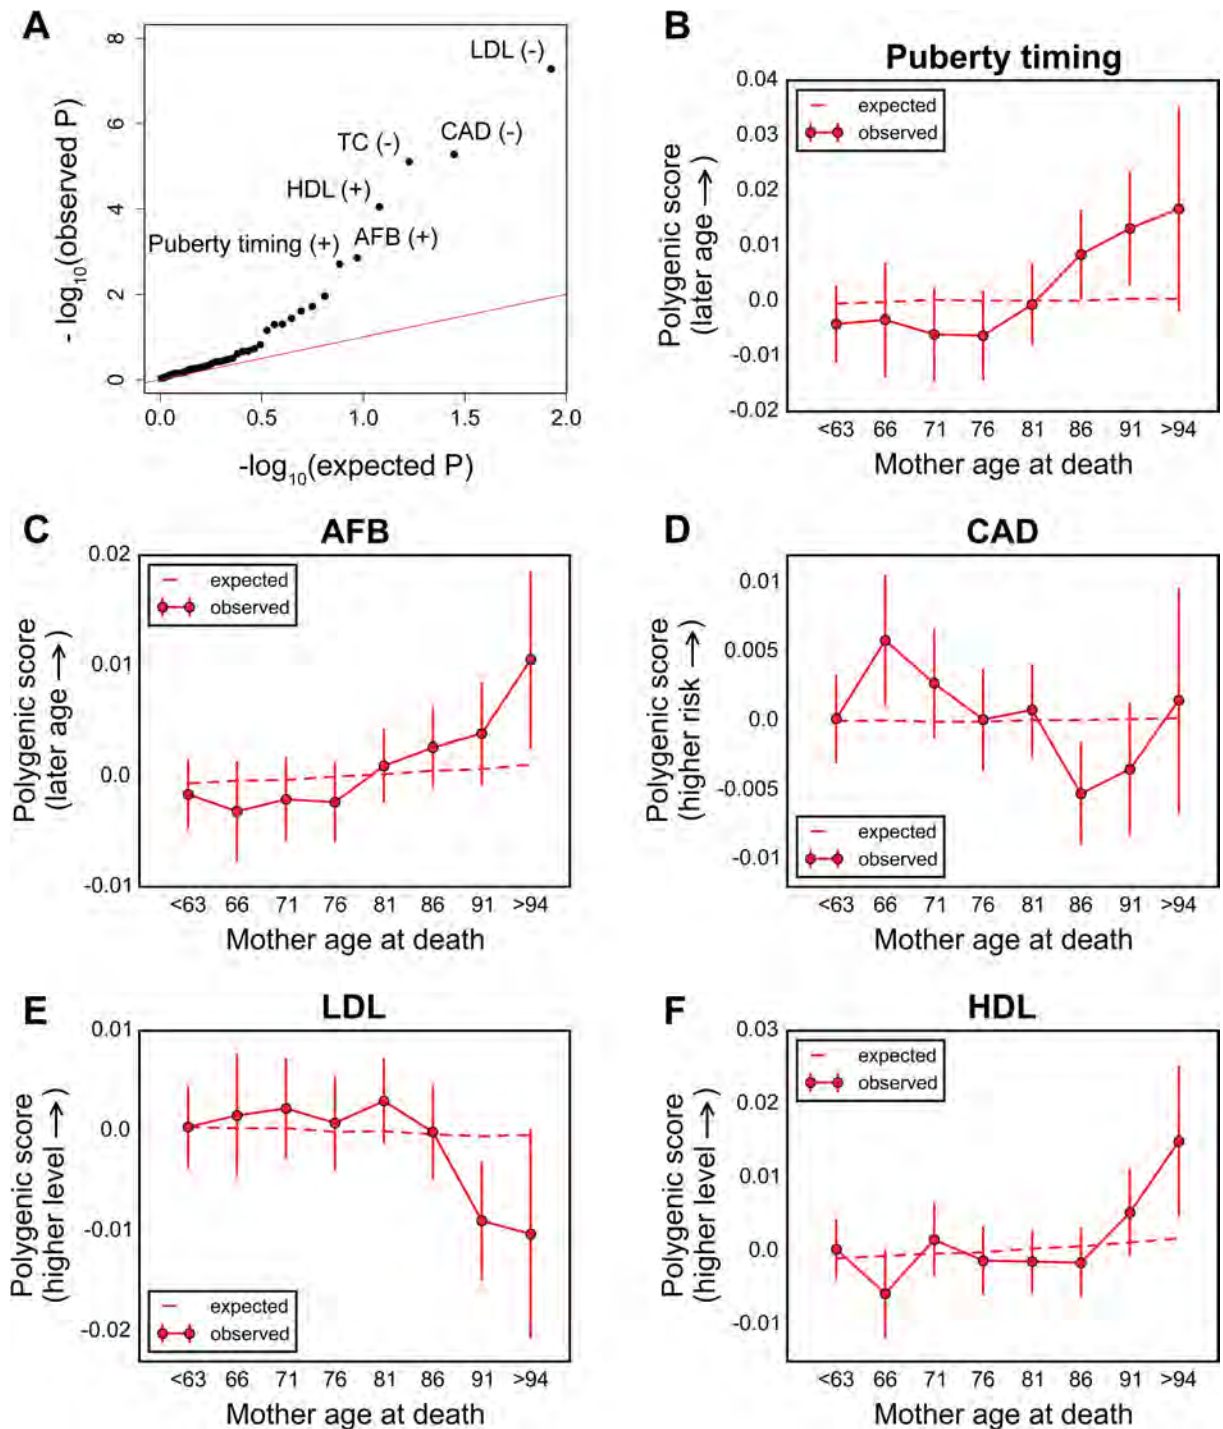 A
8
6
4
2
0
- log10(observed P)
LDL (-)
TC (-)
CAD (-)
HDL (+)
Puberty timing (+)
AFB (+)
0.0 0.5 1.0 1.5 2.0
-log10(expected P)
B
Puberty timing
0.04
0.03
0.02
0.01
0.0
-0.01
-0.02
expected
observed
Polygenic score
(later age →)
<63 66 71 76 81 86 91 >94
Mother age at death
C
AFB
0.02
0.01
0.0
-0.01
expected
observed
Polygenic score
(later age →)
<63 66 71 76 81 86 91 >94
Mother age at death
D
CAD
0.01
0.005
0.0
-0.005
-0.01
expected
observed
Polygenic score
(higher risk →)
<63 66 71 76 81 86 91 >94
Mother age at death
E
LDL
0.01
0.0
-0.01
-0.02
expected
observed
Polygenic score
(higher level →)
<63 66 71 76 81 86 91 >94
Mother age at death
F
HDL
0.03
0.02
0.01
0.0
-0.01
expected
observed
Polygenic score
(higher level →)
<63 66 71 76 81 86 91 >94
Mother age at death